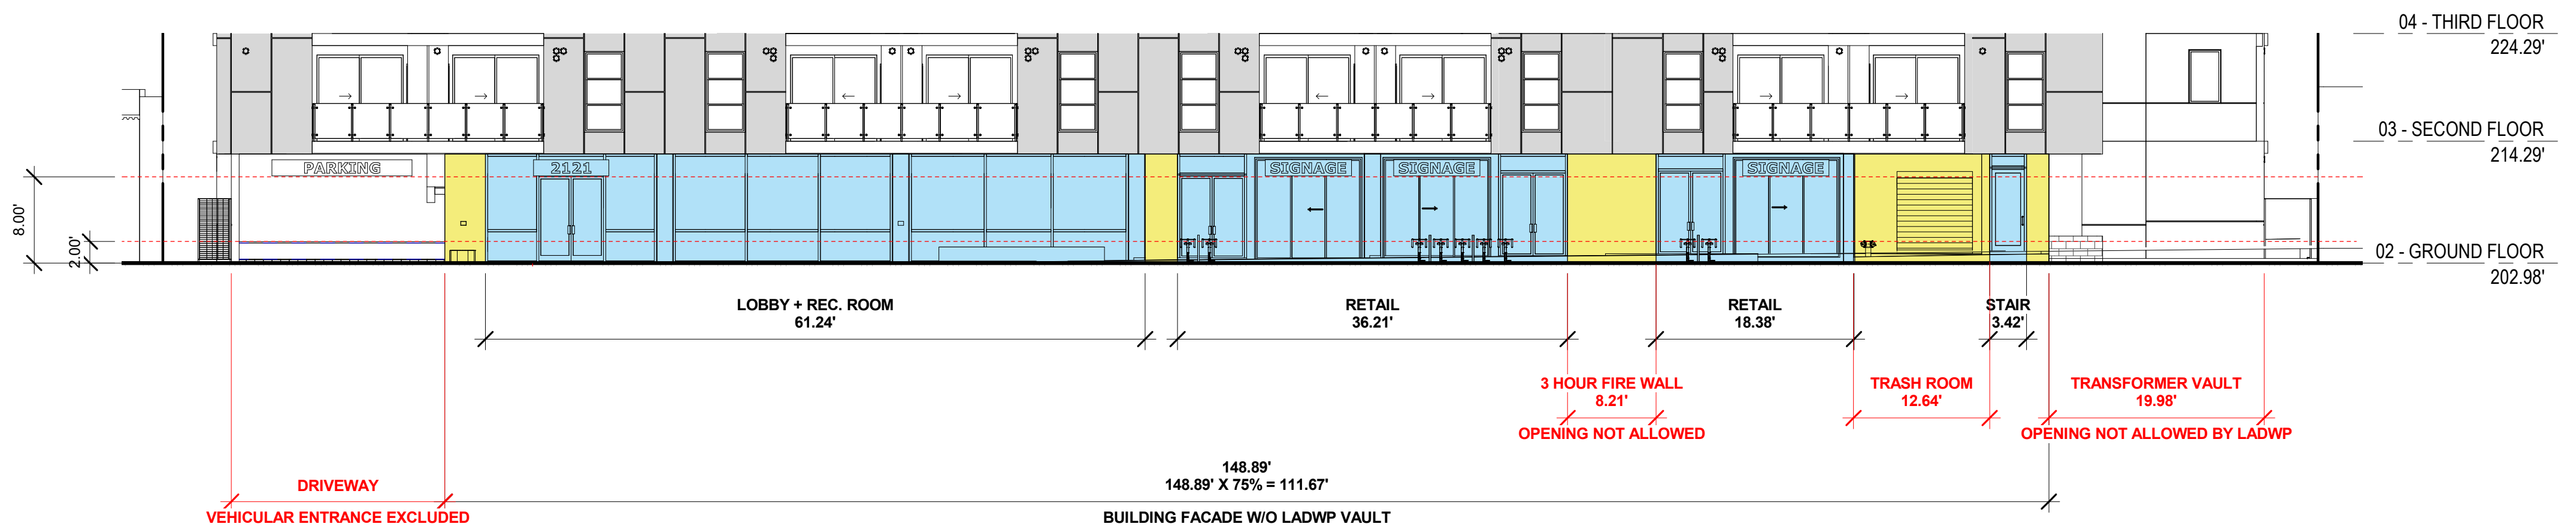 04 - THIRD FLOOR
224.29'
03 - SECOND FLOOR
214.29'
PARKING
2121
SIGNAGE
SIGNAGE
SIGNAGE
8.00'
2.00'
02 - GROUND FLOOR
202.98'
LOBBY + REC. ROOM
61.24'
RETAIL
36.21'
RETAIL
18.38'
STAIR
3.42'
3 HOUR FIRE WALL
8.21'
OPENING NOT ALLOWED
TRASH ROOM
12.64'
TRANSFORMER VAULT
19.98'
OPENING NOT ALLOWED BY LADWP
DRIVEWAY
VEHICULAR ENTRANCE EXCLUDED
148.89'
148.89' X 75% = 111.67'
BUILDING FACADE W/O LADWP VAULT